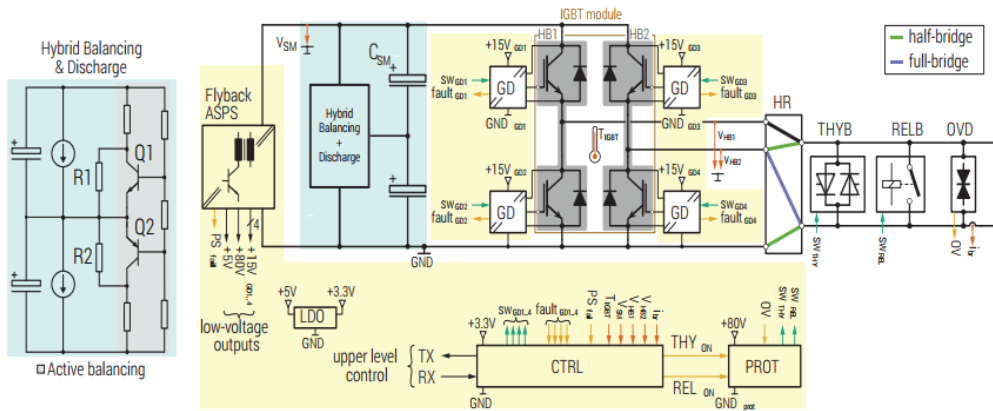 Hybrid Balancing
& Discharge
Q1
R1
Q2
R2
Active balancing
Flyback
ASPS
V SM
C SM
Hybrid
Balancing
+
Discharge
4
PS fault
+5V
+80V
+15V GD1..4
low-voltage
outputs
IGBT module
HB1
HB2
+15V GD1
SW GD1
fault GD1
GD
GND GD1
+15V GD3
SW GD3
fault GD3
GD
GND GD3
T IGBT
+15V GD2
SW GD2
fault GD2
GD
+15V GD4
SW GD4
fault GD4
GD
GND
V HB1
V HB2
HR
half-bridge
full-bridge
THYB
RELB
OVD
SW THY
SW REL
OV
i br
+5V
+3.3V
LDO
GND
upper level
control
TX
RX
+3.3V
SW GD1..4
fault GD1..4
PS fault
T IGBT
V SM
V HB1
V HB2
i br
CTRL
GND
THY ON
REL ON
+80V
OV
SW THY
SW REL
PROT
GND prot